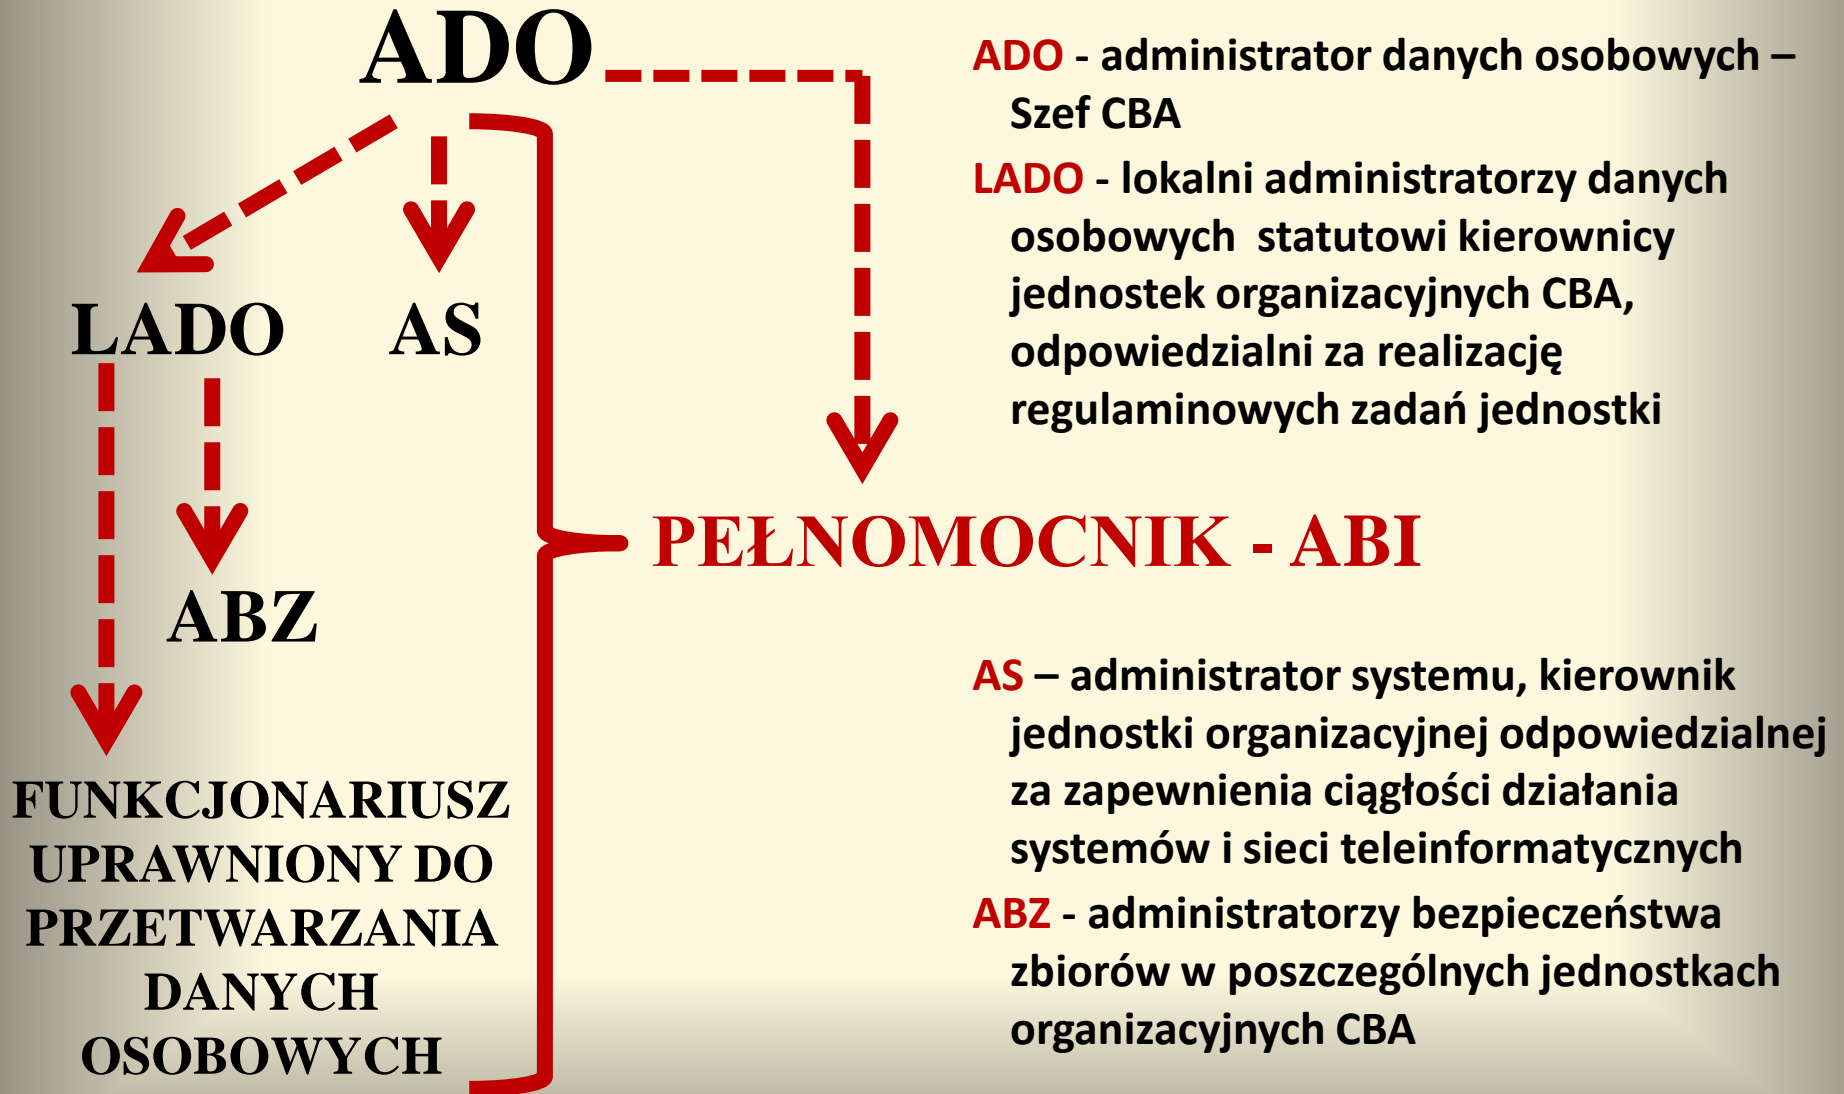 ADO
LADO
AS
ABZ
FUNKCJONARIUSZ
UPRAWNIONY DO
PRZETWARZANIA
DANYCH
OSOBOWYCH
PEŁNOMOCNIK - ABI
ADO - administrator danych osobowych –
Szef CBA
LADO - lokalni administratorzy danych
osobowych statutowi kierownicy
jednostek organizacyjnych CBA,
odpowiedzialni za realizację
regulaminowych zadań jednostki
AS – administrator systemu, kierownik
jednostki organizacyjnej odpowiedzialnej
za zapewnienia ciągłości działania
systemów i sieci teleinformatycznych
ABZ - administratorzy bezpieczeństwa
zbiorów w poszczególnych jednostkach
organizacyjnych CBA